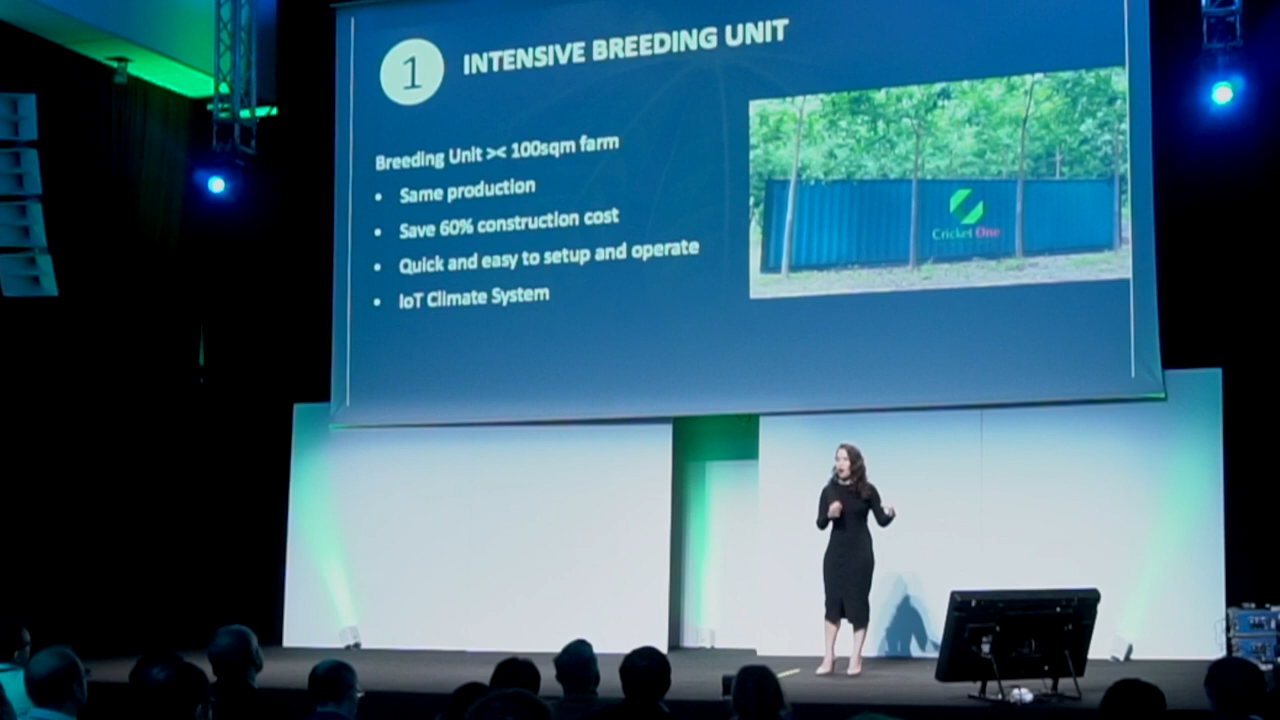 1
INTENSIVE BREEDING UNIT
Breeding Unit >< 100sqm farm
• Same production
• Save 60% construction cost
• Quick and easy to setup and operate
• IoT Climate System
Cricket One